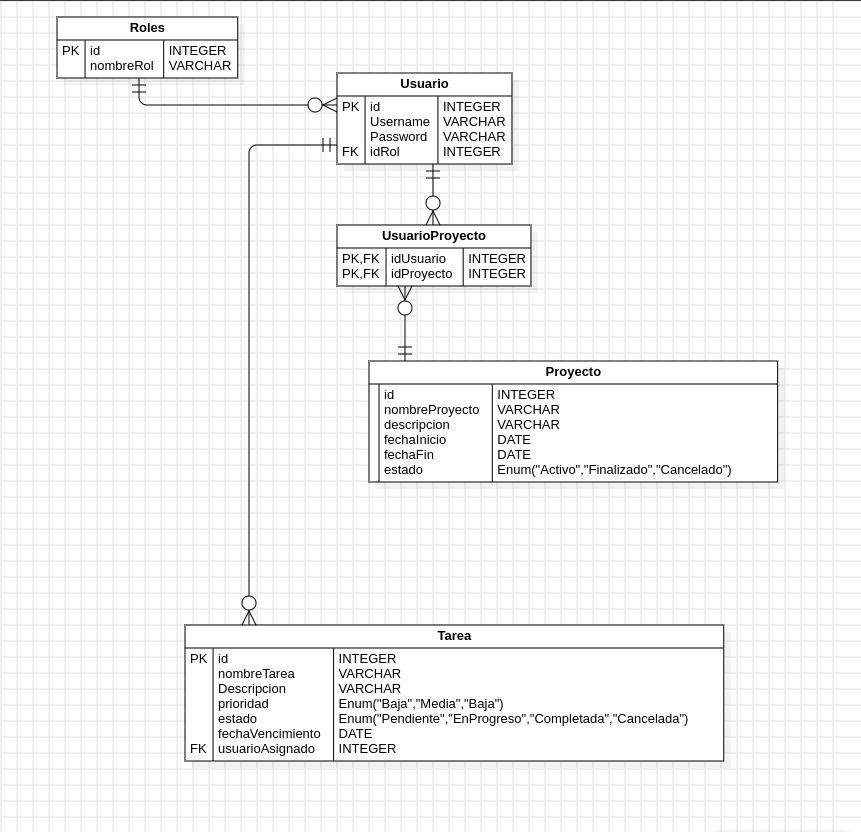 Roles
PK id INTEGER
nombreRol VARCHAR
Usuario
PK id INTEGER
Username VARCHAR
Password VARCHAR
FK idRol INTEGER
UsuarioProyecto
PK,FK idUsuario INTEGER
PK,FK idProyecto INTEGER
Proyecto
id INTEGER
nombreProyecto VARCHAR
descripcion VARCHAR
fechaInicio DATE
fechaFin DATE
estado Enum("Activo","Finalizado","Cancelado")
Tarea
PK id INTEGER
nombreTarea VARCHAR
Descripcion VARCHAR
prioridad Enum("Baja","Media","Baja")
estado Enum("Pendiente","EnProgreso","Completada","Cancelada")
fechaVencimiento DATE
FK usuarioAsignado INTEGER